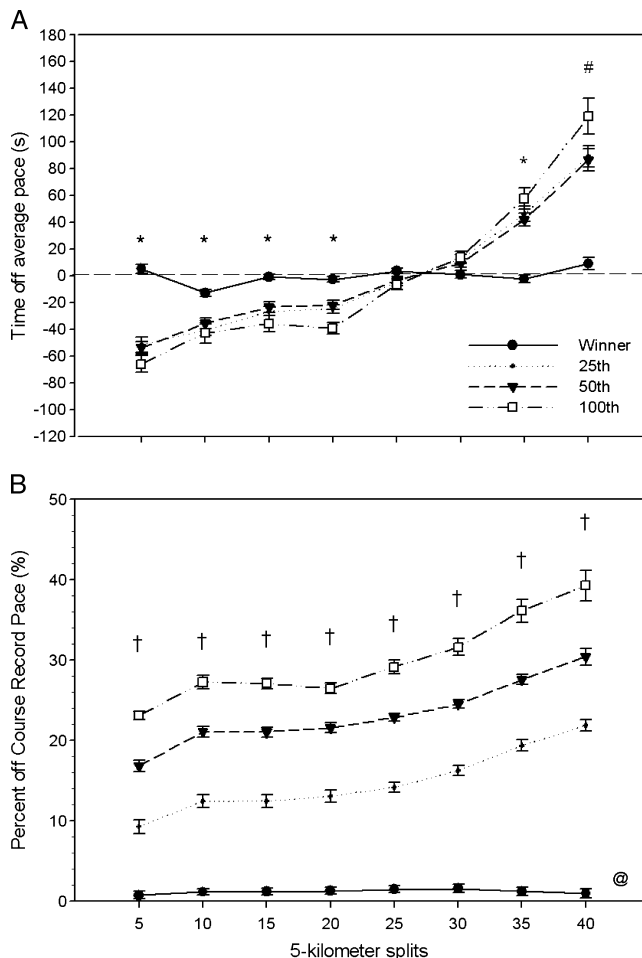 A
180
160
140
120
100
80
60
40
20
0
-20
-40
-60
-80
-100
-120
Time off average pace (s)
* * * * * #
Winner
25th
50th
100th
B
50
40
30
20
10
0
Percent off Course Record Pace (%)
† † † † † † † †
@
5 10 15 20 25 30 35 40
5-kilometer splits